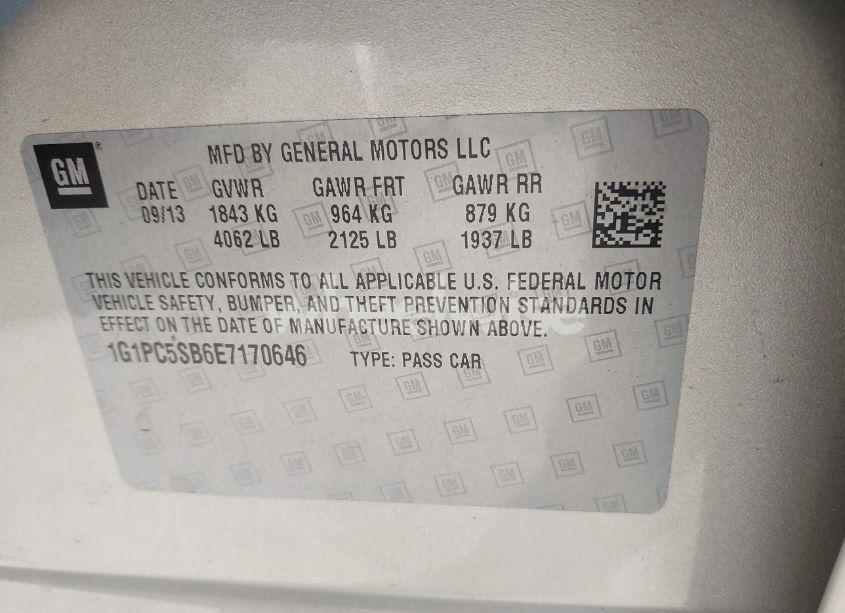 GM
MFD BY GENERAL MOTORS LLC
DATE GVWR GAWR FRT GAWR RR
09/13 1843 KG 964 KG 879 KG
4062 LB 2125 LB 1937 LB
THIS VEHICLE CONFORMS TO ALL APPLICABLE U.S. FEDERAL MOTOR
VEHICLE SAFETY, BUMPER, AND THEFT PREVENTION STANDARDS IN
EFFECT ON THE DATE OF MANUFACTURE SHOWN ABOVE.
1G1PC5SB6E7170646 TYPE: PASS CAR